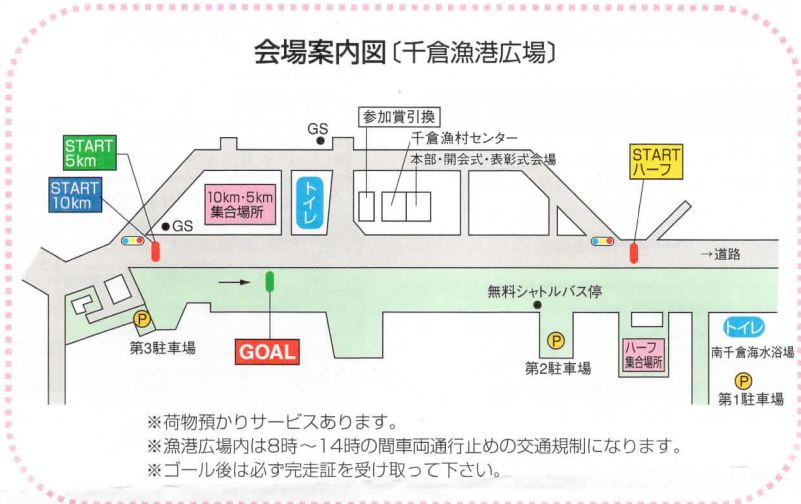 会場案内図〔千倉漁港広場〕
GS
参加賞引換
千倉漁村センター
本部・開会式・表彰式会場
START
5km
START
10km
START
ハーフ
10km・5km
集合場所
トイレ
GS
→道路
→
無料シャトルバス停
P
第3駐車場
GOAL
P
第2駐車場
ハーフ
集合場所
トイレ
南千倉海水浴場
P
第1駐車場
※荷物預かりサービスあります。
※漁港広場内は8時〜14時の間車両通行止めの交通規制になります。
※ゴール後は必ず完走証を受け取って下さい。